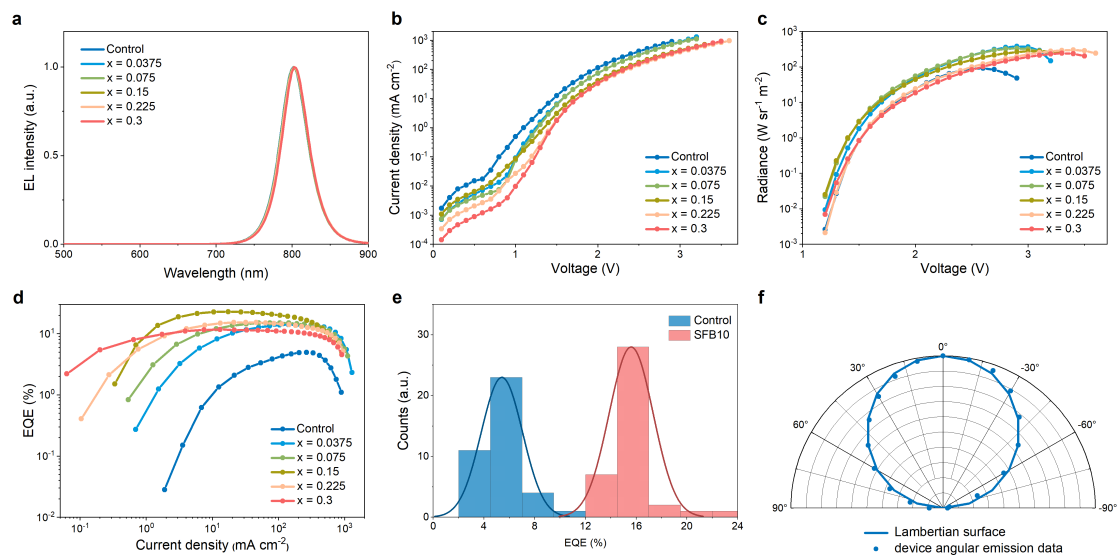 a
EL intensity (a.u.)
1.0
0.5
0.0
500
600
700
800
900
Wavelength (nm)
Control
x = 0.0375
x = 0.075
x = 0.15
x = 0.225
x = 0.3
b
Current density (mA cm-2)
10³
10²
10¹
10⁰
10⁻¹
10⁻²
10⁻³
10⁻⁴
0
1
2
3
Voltage (V)
Control
x = 0.0375
x = 0.075
x = 0.15
x = 0.225
x = 0.3
c
Radiance (W sr⁻¹ m⁻²)
10³
10²
10¹
10⁰
10⁻¹
10⁻²
10⁻³
1
2
3
Voltage (V)
Control
x = 0.0375
x = 0.075
x = 0.15
x = 0.225
x = 0.3
d
EQE (%)
10¹
10⁰
10⁻¹
10⁻²
10⁻¹
10⁰
10¹
10²
10³
Current density (mA cm⁻²)
Control
x = 0.0375
x = 0.075
x = 0.15
x = 0.225
x = 0.3
e
Counts (a.u.)
30
20
10
0
0
4
8
12
16
20
24
EQE (%)
Control
SFB10
f
0°
30°
-30°
60°
-60°
90°
-90°
Lambertian surface
device angular emission data